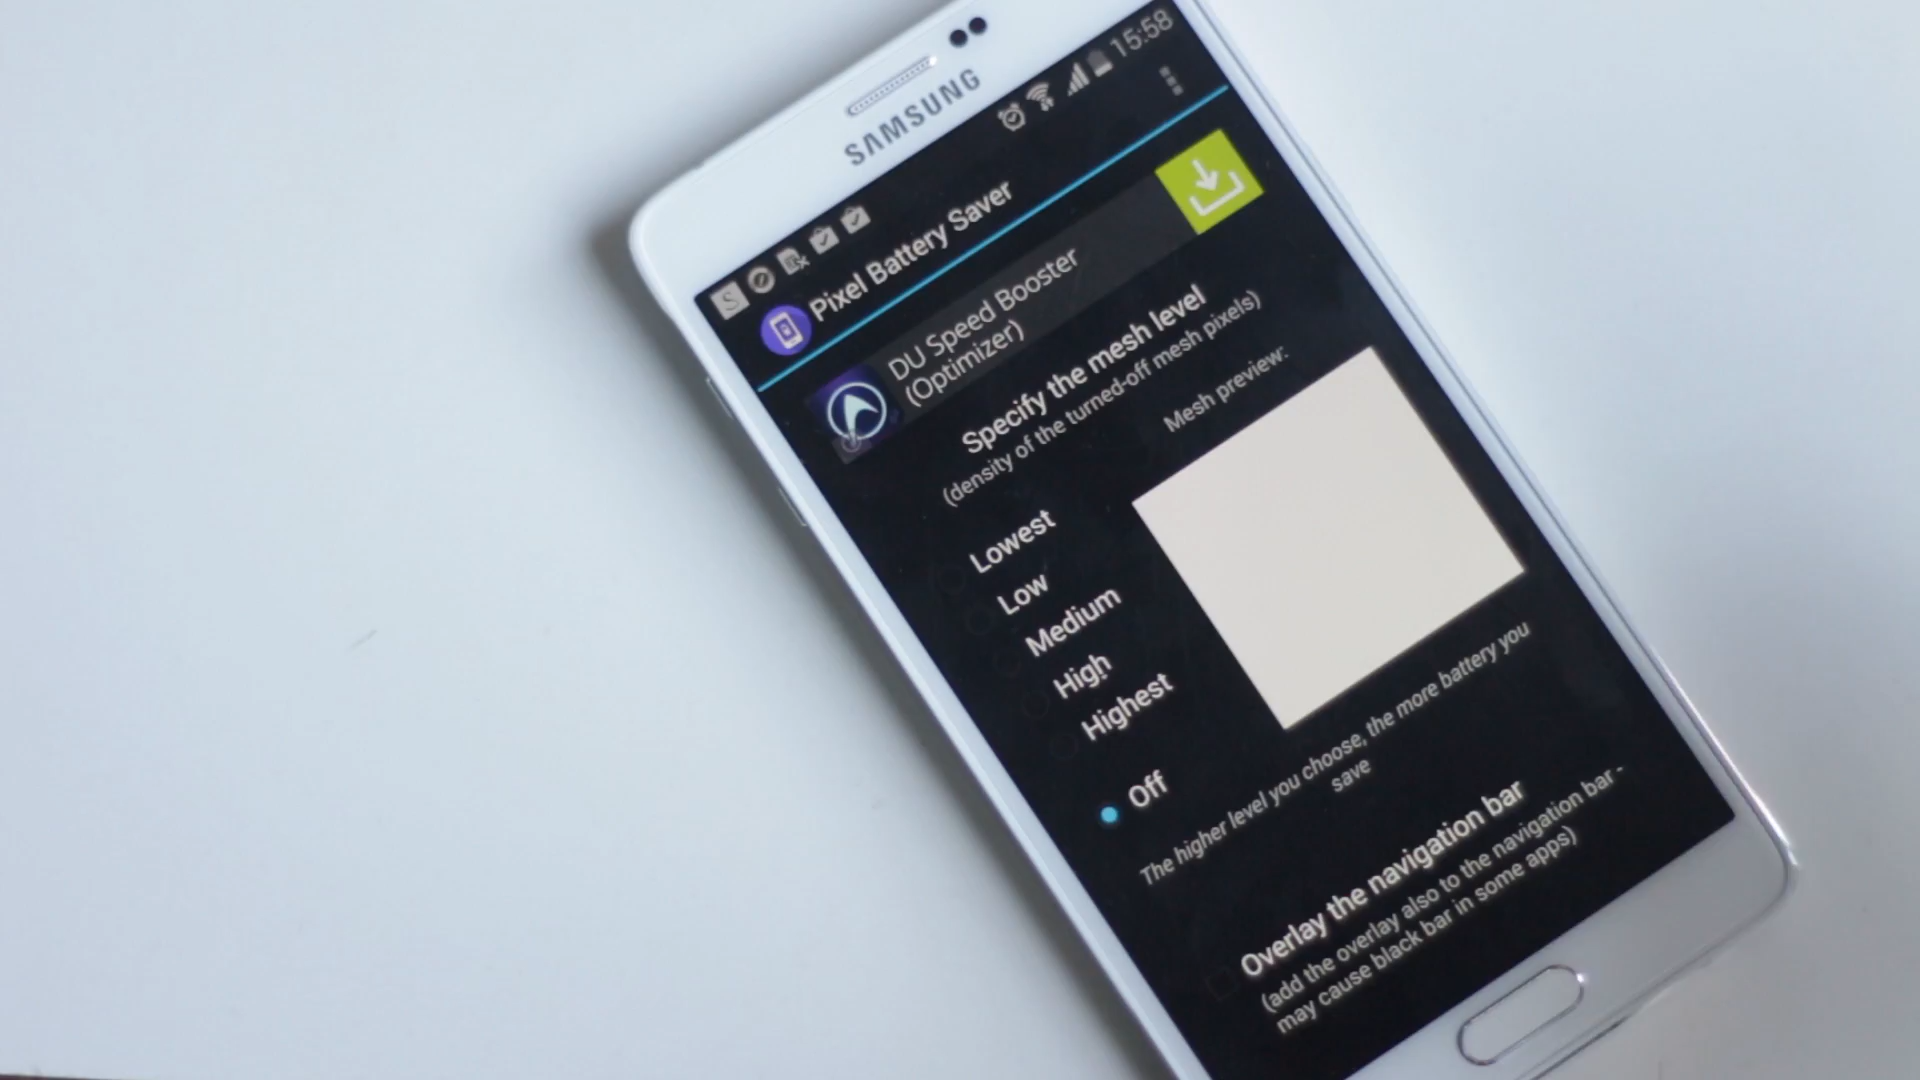 SAMSUNG
15:58
S
Pixel Battery Saver
DU Speed Booster
(Optimizer)
Specify the mesh level
(density of the turned-off mesh pixels)
Mesh preview:
Lowest
Low
Medium
High
Highest
Off
The higher level you choose, the more battery you
save
Overlay the navigation bar
(add the overlay also to the navigation bar -
may cause black bar in some apps)